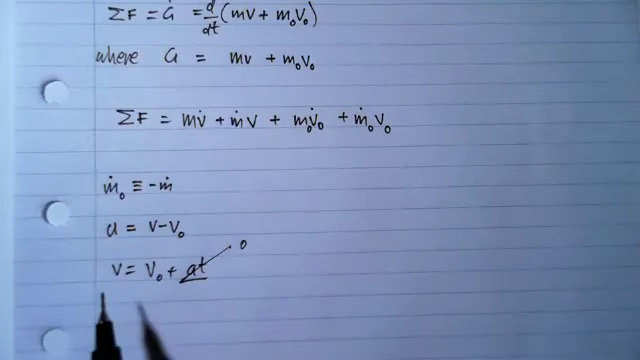 ΣF = Ġ = d/dt (mv + m₀v₀)
where G = mv + m₀v₀
ΣF = mv̇ + ṁv + m₀v̇₀ + ṁ₀v₀
ṁ₀ ≡ -ṁ
u = v - v₀
v = v₀ + at 0